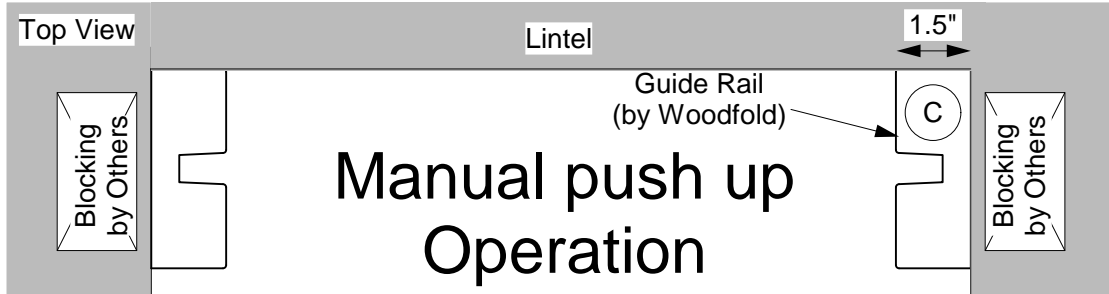 Top View
Lintel
1.5"
Guide Rail
(by Woodfold)
C
Blocking
by Others
Manual push up
Operation
Blocking
by Others